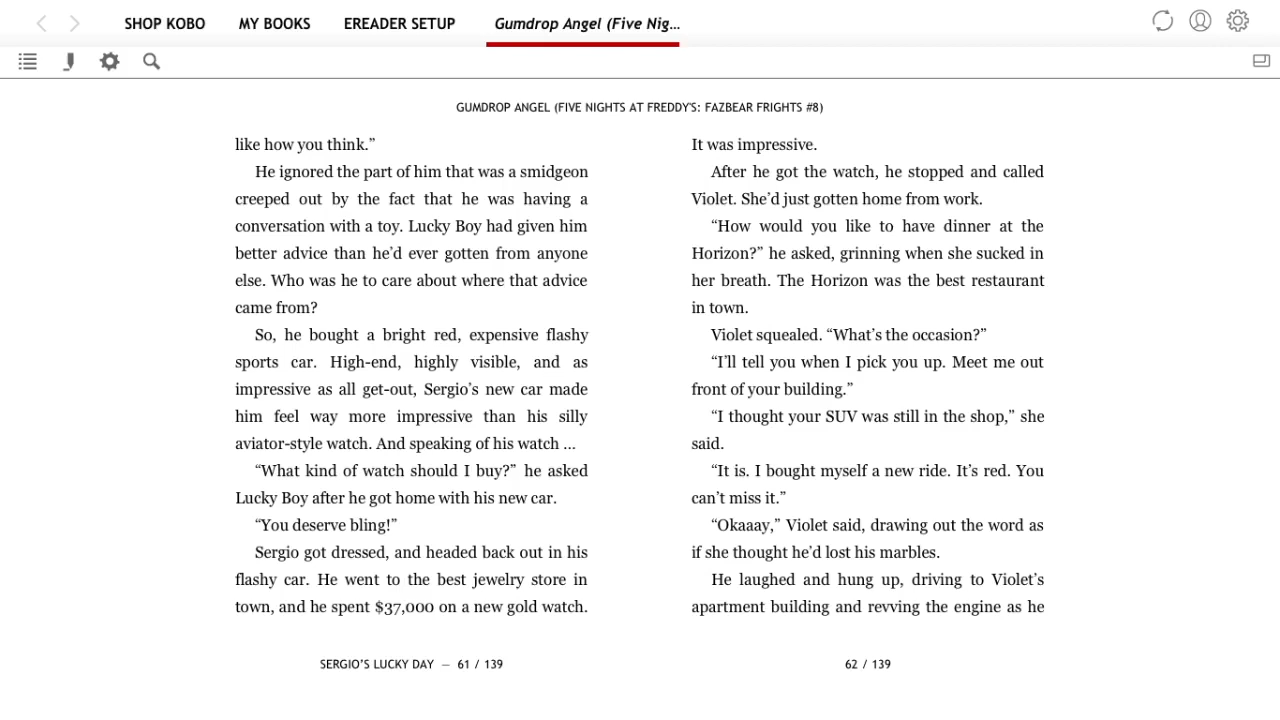 SHOP KOBO
MY BOOKS
EREADER SETUP
Gumdrop Angel (Five Nig...
GUMDROP ANGEL (FIVE NIGHTS AT FREDDY'S: FAZBEAR FRIGHTS #8)
like how you think.”
He ignored the part of him that was a smidgeon
creeped out by the fact that he was having a
conversation with a toy. Lucky Boy had given him
better advice than he’d ever gotten from anyone
else. Who was he to care about where that advice
came from?
So, he bought a bright red, expensive flashy
sports car. High-end, highly visible, and as
impressive as all get-out, Sergio’s new car made
him feel way more impressive than his silly
aviator-style watch. And speaking of his watch ...
“What kind of watch should I buy?” he asked
Lucky Boy after he got home with his new car.
“You deserve bling!”
Sergio got dressed, and headed back out in his
flashy car. He went to the best jewelry store in
town, and he spent $37,000 on a new gold watch.
SERGIO’S LUCKY DAY – 61 / 139
It was impressive.
After he got the watch, he stopped and called
Violet. She’d just gotten home from work.
“How would you like to have dinner at the
Horizon?” he asked, grinning when she sucked in
her breath. The Horizon was the best restaurant
in town.
Violet squealed. “What’s the occasion?”
“I’ll tell you when I pick you up. Meet me out
front of your building.”
“I thought your SUV was still in the shop,” she
said.
“It is. I bought myself a new ride. It’s red. You
can’t miss it.”
“Okaaay,” Violet said, drawing out the word as
if she thought he’d lost his marbles.
He laughed and hung up, driving to Violet’s
apartment building and revving the engine as he
62 / 139